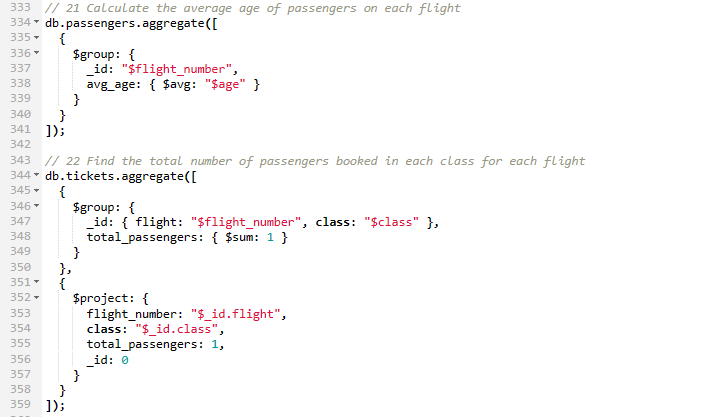 333 // 21 Calculate the average age of passengers on each flight
334 db.passengers.aggregate([
335 {
336 $group: {
337 _id: "$flight_number",
338 avg_age: { $avg: "$age" }
339 }
340 }
341 ]);
342
343 // 22 Find the total number of passengers booked in each class for each flight
344 db.tickets.aggregate([
345 {
346 $group: {
347 _id: { flight: "$flight_number", class: "$class" },
348 total_passengers: { $sum: 1 }
349 }
350 },
351 {
352 $project: {
353 flight_number: "$_id.flight",
354 class: "$_id.class",
355 total_passengers: 1,
356 _id: 0
357 }
358 }
359 ]);